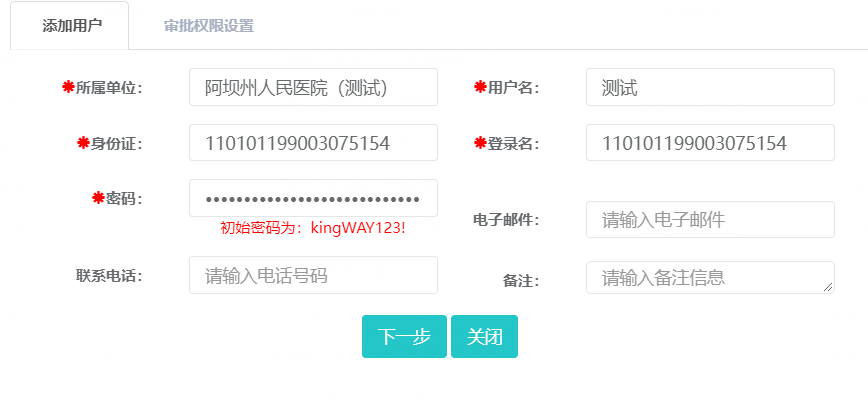 添加用户 审批权限设置
✱所属单位: 阿坝州人民医院（测试） ✱用户名: 测试
✱身份证: 110101199003075154 ✱登录名: 110101199003075154
✱密码: ••••••••••••••••••••••••••••
初始密码为：kingWAY123!
电子邮件: 请输入电子邮件
联系电话: 请输入电话号码 备注: 请输入备注信息
下一步 关闭